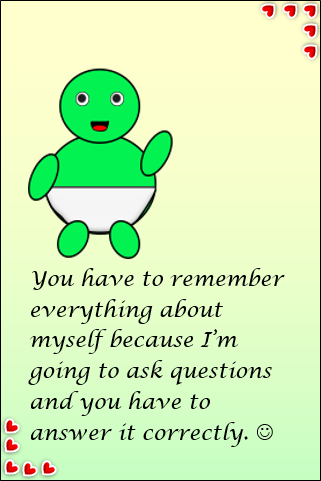 You have to remember
everything about
myself because I'm
going to ask questions
and you have to
answer it correctly. ☺